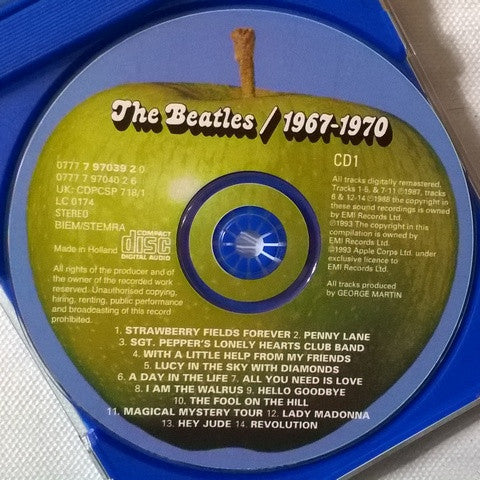 The Beatles / 1967-1970
CD1
0777 7 97039 2 0
0777 7 97040 2 6
UK: CDPCSP 718/1
LC 0174
STEREO
BIEM/STEMRA
Made in Holland
COMPACT
disc
DIGITAL AUDIO
All rights of the producer and of
the owner of the recorded work
reserved. Unauthorised copying,
hiring, renting, public performance
and broadcasting of this record
prohibited.
All tracks digitally remastered.
Tracks 1-5, & 7-11 ℗1987, tracks
6 & 12-14 ℗1988 the copyright in
these sound recordings is owned by
EMI Records Ltd.
℗1993 The copyright in this
compilation is owned by
EMI Records Ltd.
©1993 Apple Corps Ltd. under
exclusive licence to
EMI Records Ltd.
All tracks produced
by GEORGE MARTIN
1. STRAWBERRY FIELDS FOREVER 2. PENNY LANE
3. SGT. PEPPER'S LONELY HEARTS CLUB BAND
4. WITH A LITTLE HELP FROM MY FRIENDS
5. LUCY IN THE SKY WITH DIAMONDS
6. A DAY IN THE LIFE 7. ALL YOU NEED IS LOVE
8. I AM THE WALRUS 9. HELLO GOODBYE
10. THE FOOL ON THE HILL
11. MAGICAL MYSTERY TOUR 12. LADY MADONNA
13. HEY JUDE 14. REVOLUTION